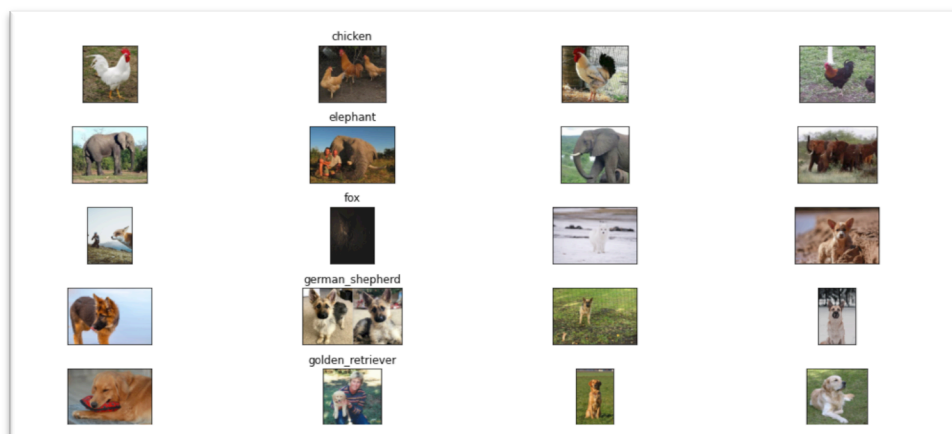 chicken
elephant
fox
german_shepherd
golden_retriever